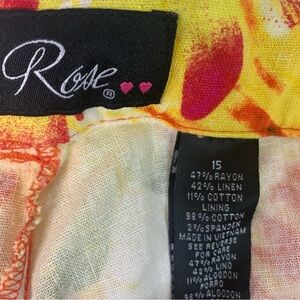 Rose®
15
47% RAYON
42% LINEN
11% COTTON
LINING
98% COTTON
2% SPANDEX
MADE IN VIETNAM
SEE REVERSE
FOR CARE
47% RAYON
42% LINO
11% ALGODON
FORRO
98% ALGODON